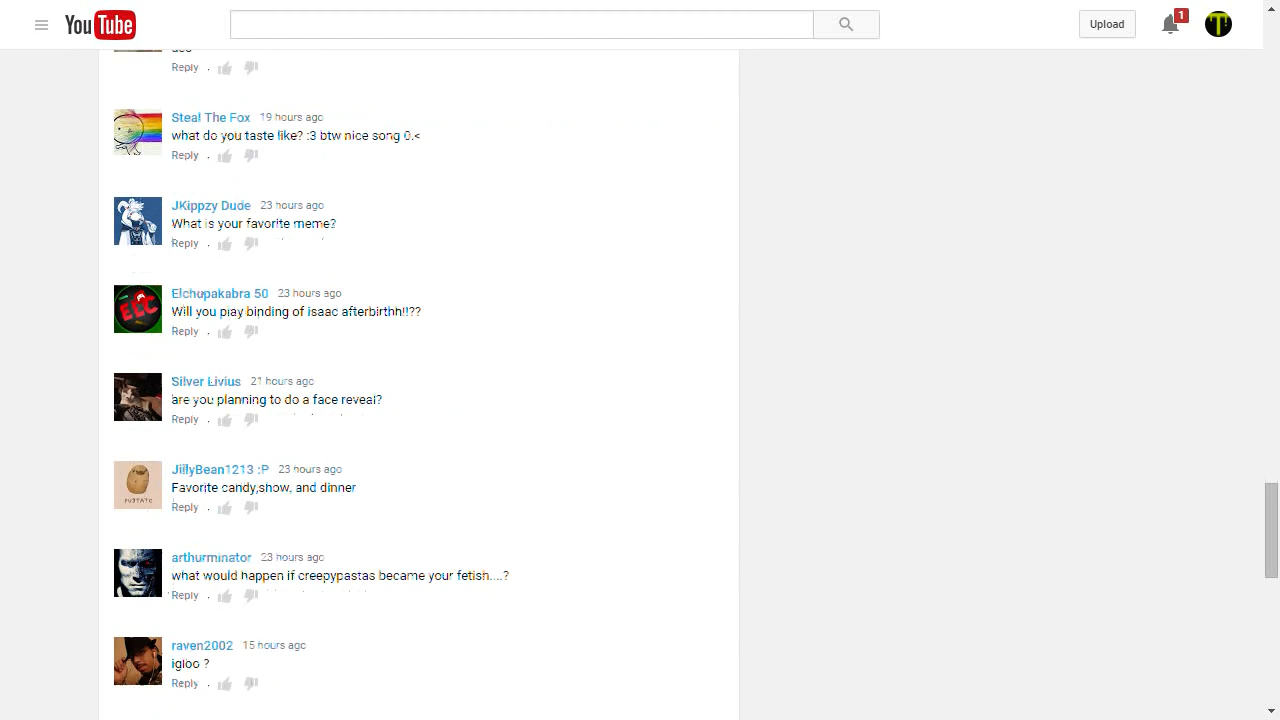 YouTube
Upload
1
Reply
Steal The Fox 19 hours ago
what do you taste like? :3 btw nice song 0.<
Reply
JKippzy Dude 23 hours ago
What is your favorite meme?
Reply
Elchupakabra 50 23 hours ago
Will you play binding of isaac afterbirthh!!??
Reply
ELC
Silver Livius 21 hours ago
are you planning to do a face reveal?
Reply
JillyBean1213 :P 23 hours ago
Favorite candy,show, and dinner
Reply
arthurminator 23 hours ago
what would happen if creepypastas became your fetish....?
Reply
raven2002 15 hours ago
igloo ?
Reply